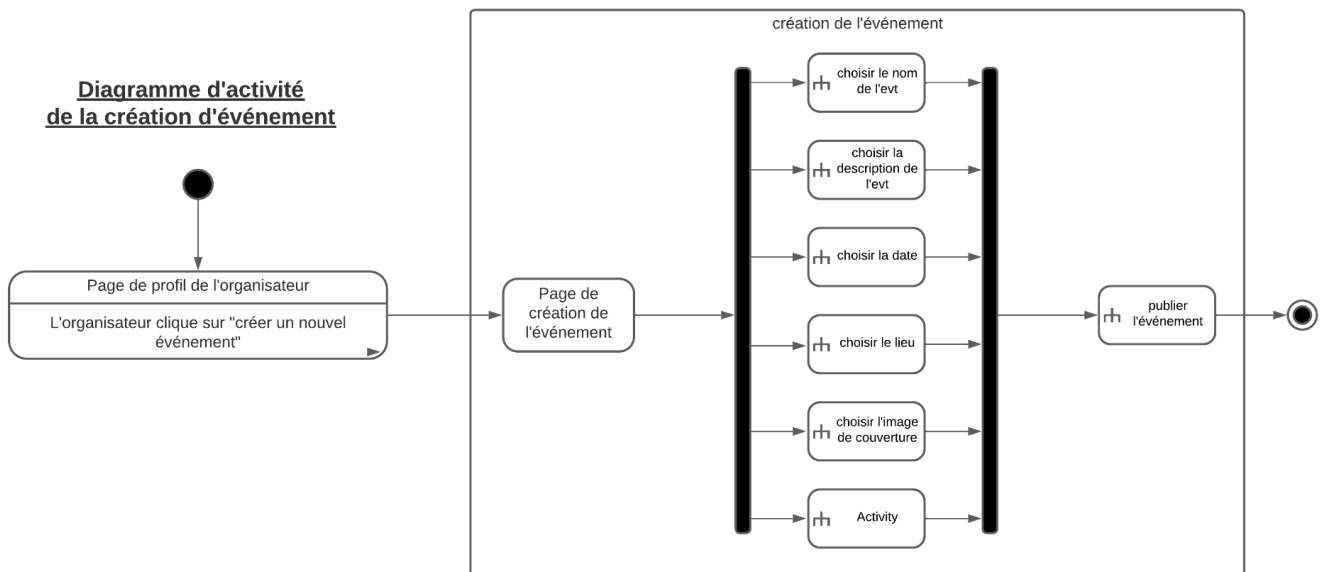 création de l'événement
Diagramme d'activité
de la création d'événement
Page de profil de l'organisateur
L'organisateur clique sur "créer un nouvel
événement"
Page de
création de
l'événement
choisir le nom
de l'evt
choisir la
description de
l'evt
choisir la date
choisir le lieu
choisir l'image
de couverture
Activity
publier
l'événement